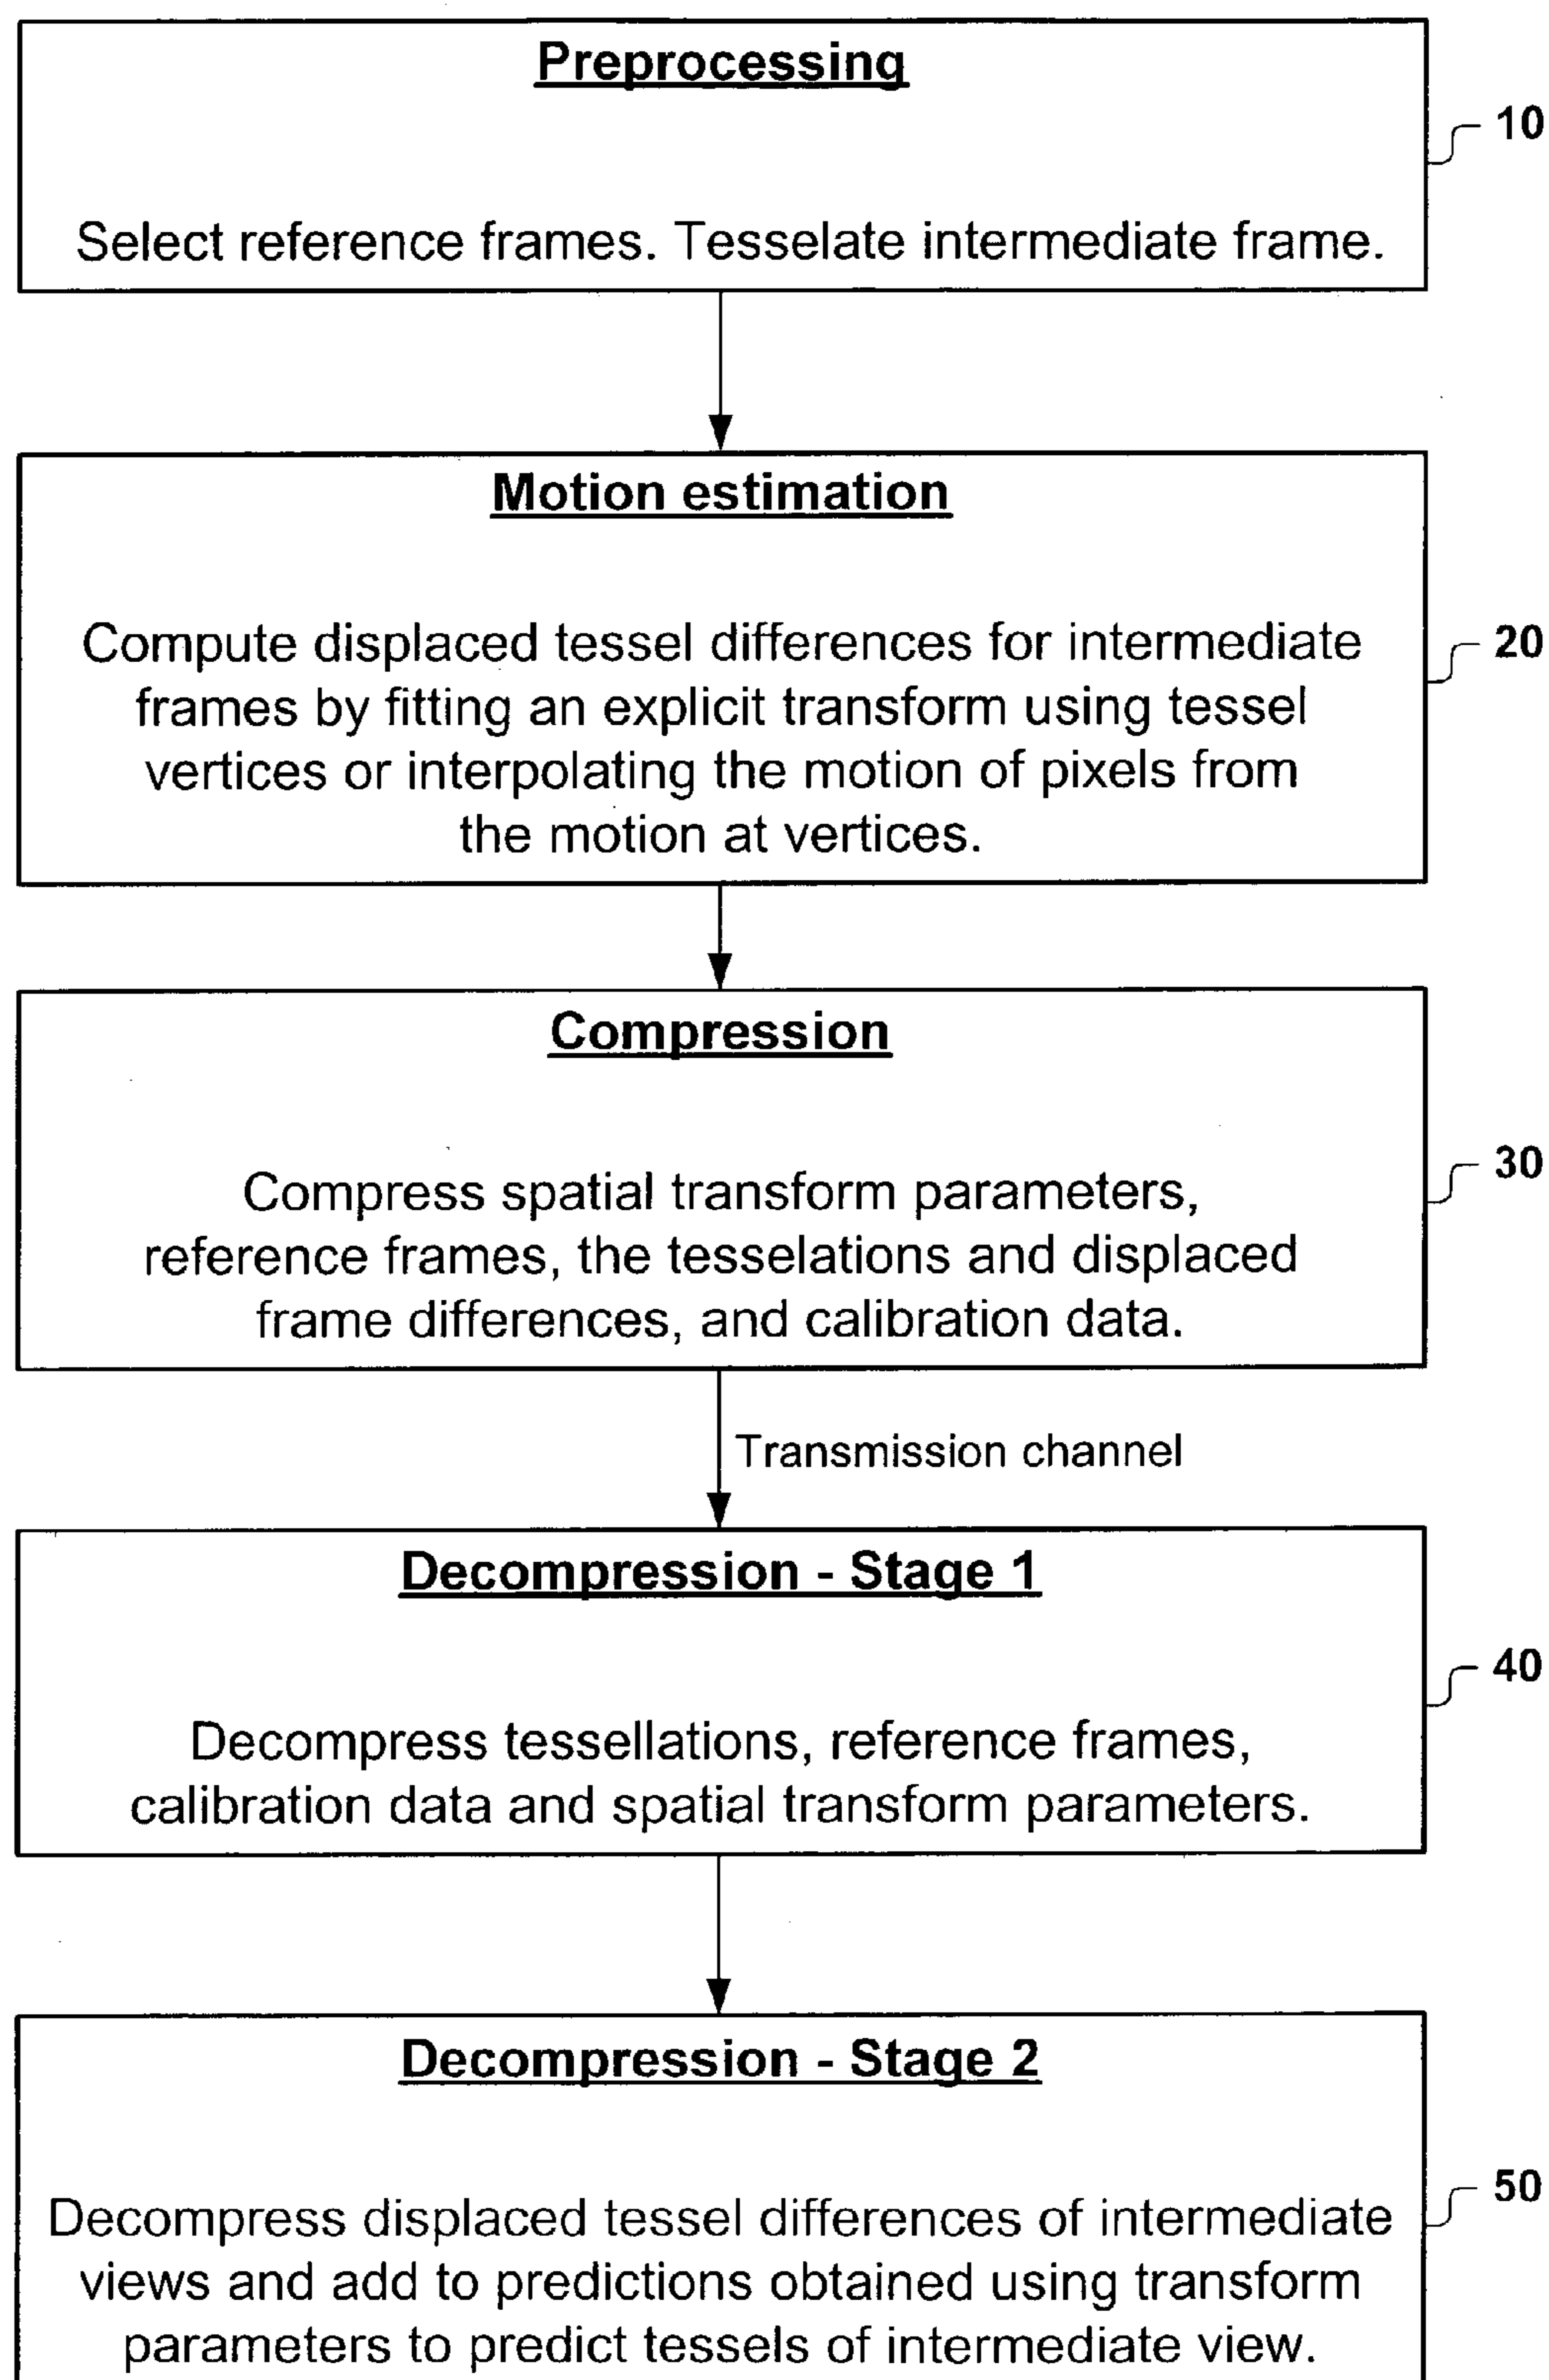 Preprocessing
10
Select reference frames. Tesselate intermediate frame.
Motion estimation
20
Compute displaced tessel differences for intermediate
frames by fitting an explicit transform using tessel
vertices or interpolating the motion of pixels from
the motion at vertices.
Compression
30
Compress spatial transform parameters,
reference frames, the tesselations and displaced
frame differences, and calibration data.
Transmission channel
Decompression - Stage 1
40
Decompress tessellations, reference frames,
calibration data and spatial transform parameters.
Decompression - Stage 2
50
Decompress displaced tessel differences of intermediate
views and add to predictions obtained using transform
parameters to predict tessels of intermediate view.